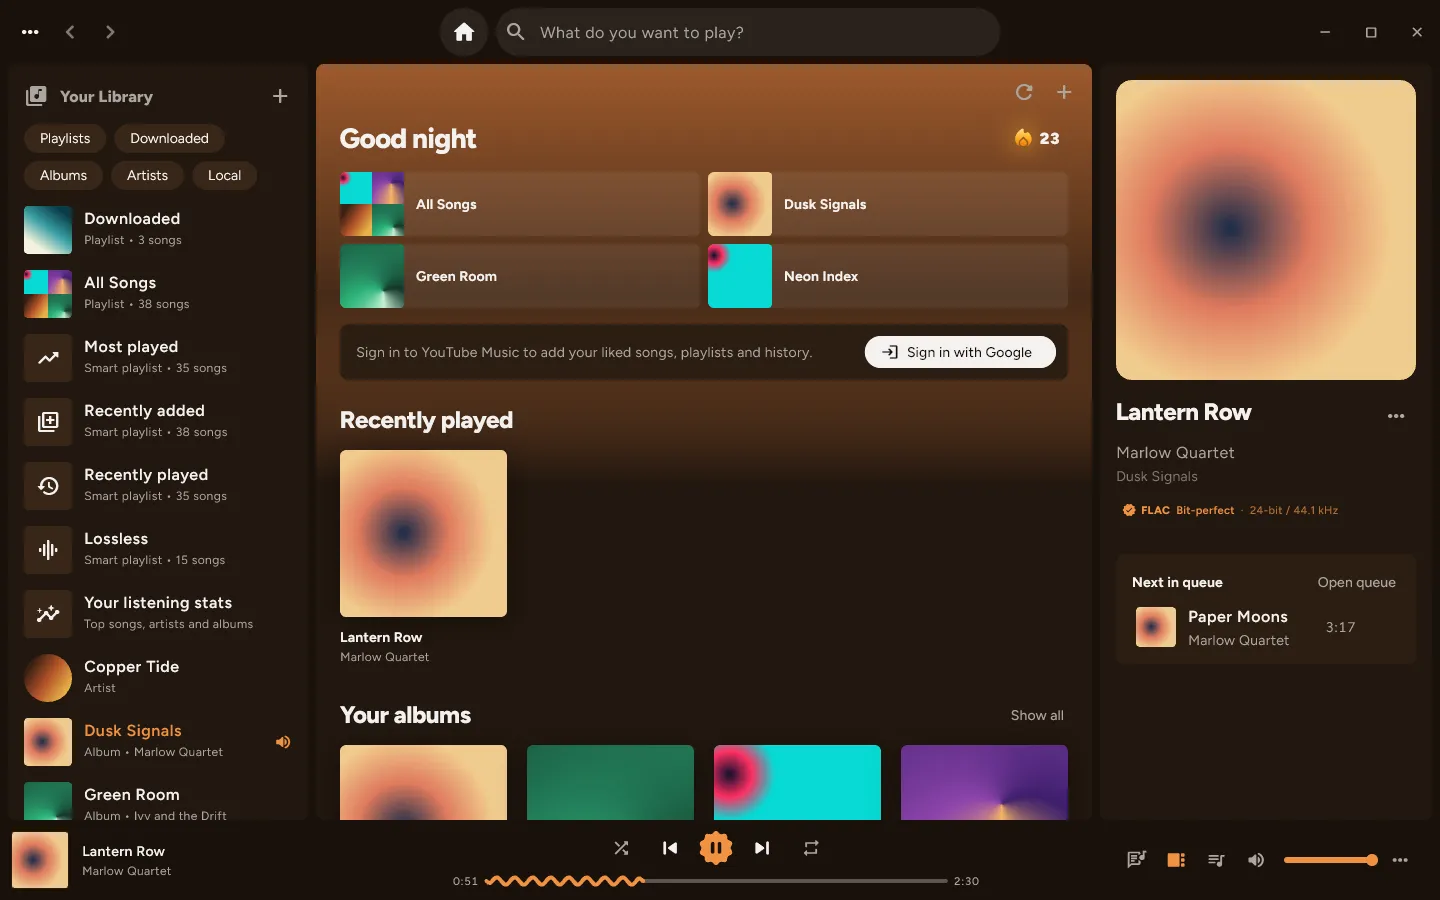 What do you want to play?
Your Library
Playlists
Downloaded
Albums
Artists
Local
Downloaded
Playlist • 3 songs
All Songs
Playlist • 38 songs
Most played
Smart playlist • 35 songs
Recently added
Smart playlist • 38 songs
Recently played
Smart playlist • 35 songs
Lossless
Smart playlist • 15 songs
Your listening stats
Top songs, artists and albums
Copper Tide
Artist
Dusk Signals
Album • Marlow Quartet
Green Room
Album • Ivy and the Drift
Good night
23
All Songs
Dusk Signals
Green Room
Neon Index
Sign in to YouTube Music to add your liked songs, playlists and history.
Sign in with Google
Recently played
Lantern Row
Marlow Quartet
Your albums
Show all
Lantern Row
Marlow Quartet
Dusk Signals
FLAC Bit-perfect · 24-bit / 44.1 kHz
Next in queue
Open queue
Paper Moons
Marlow Quartet
3:17
Lantern Row
Marlow Quartet
0:51
2:30